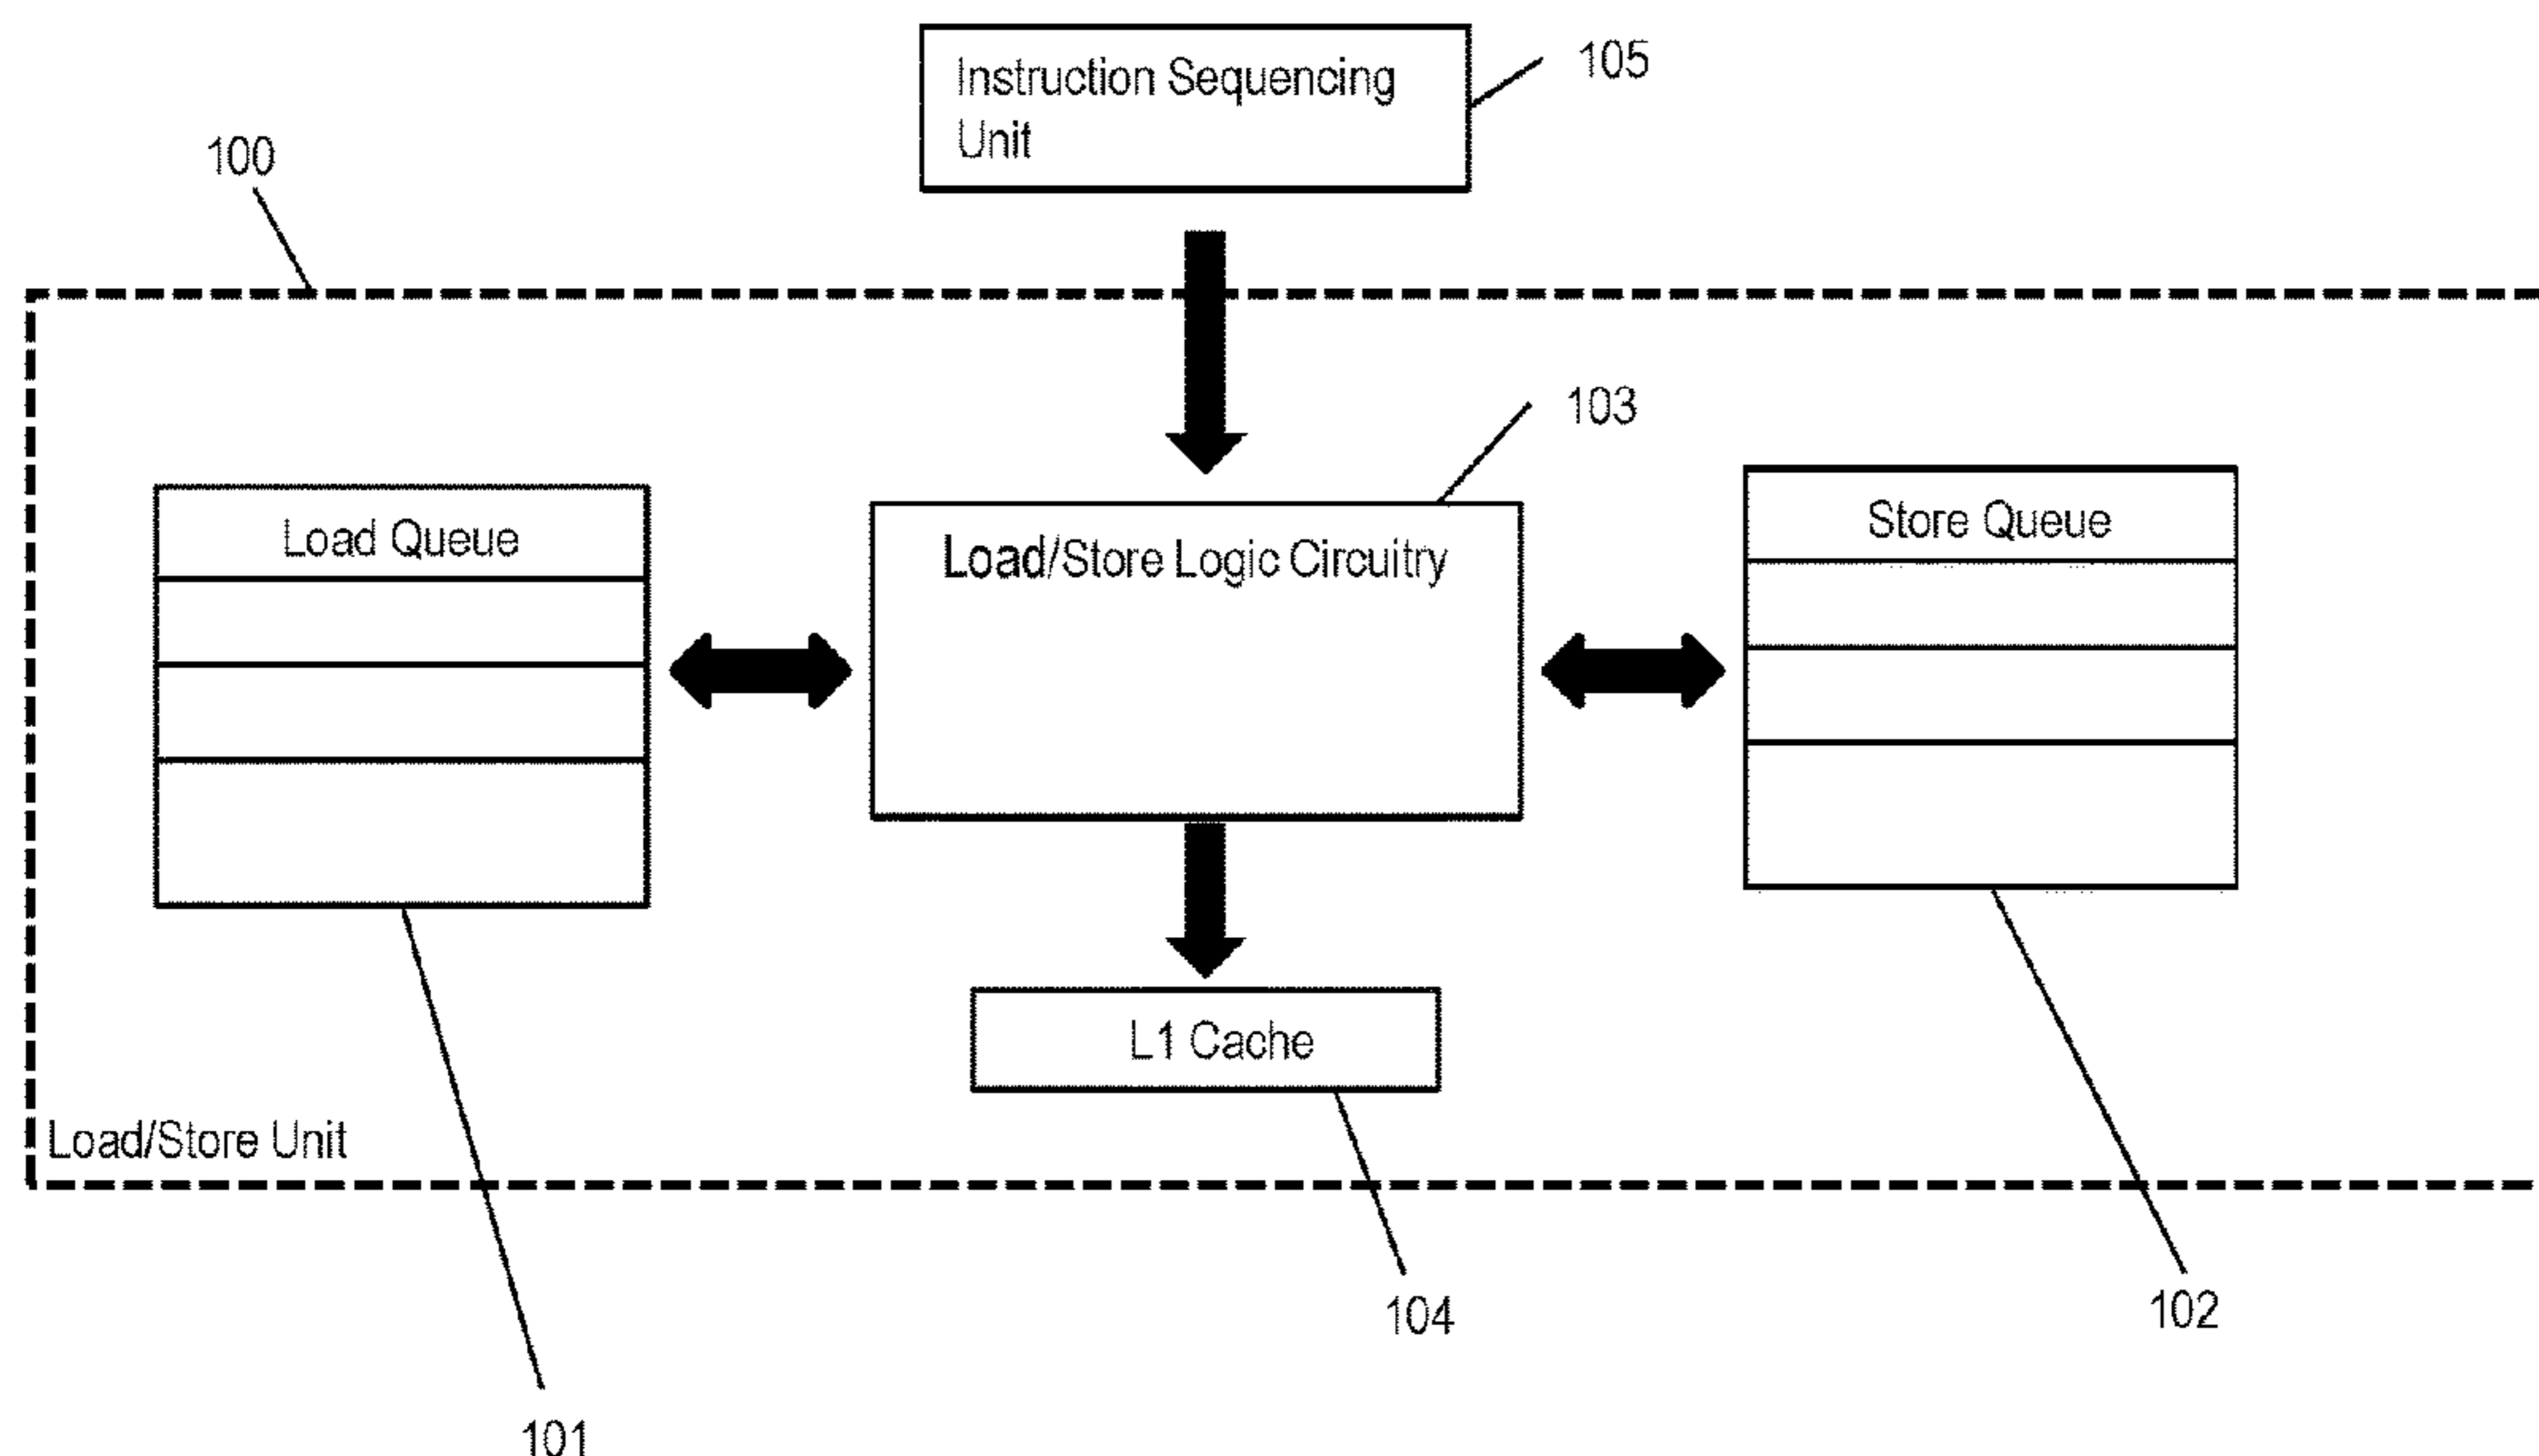 Instruction Sequencing
Unit
105
100
103
Load Queue
Load/Store Logic Circuitry
Store Queue
L1 Cache
Load/Store Unit
104
102
101